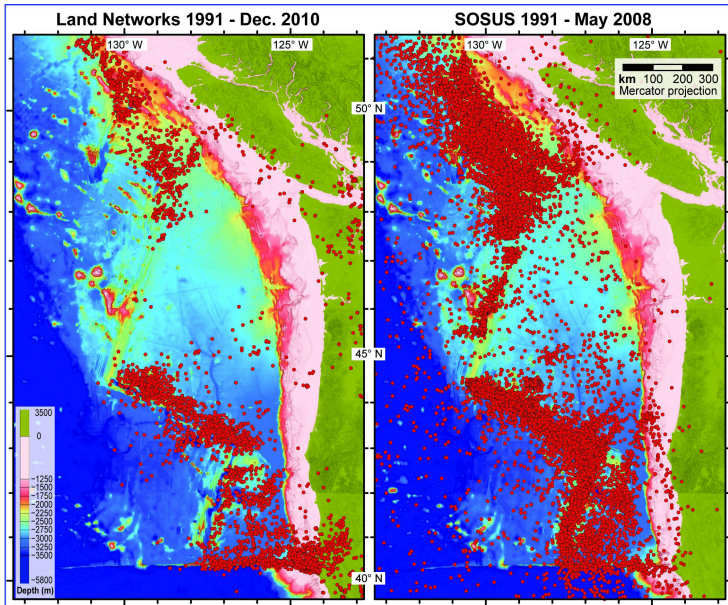 Land Networks 1991 - Dec. 2010
SOSUS 1991 - May 2008
130° W
125° W
130° W
125° W
km 100 200 300
Mercator projection
50° N
45° N
40° N
3500
0
−1250
−1500
−1750
−2000
−2250
−2500
−2750
−3000
−3250
−3500
−5800
Depth (m)